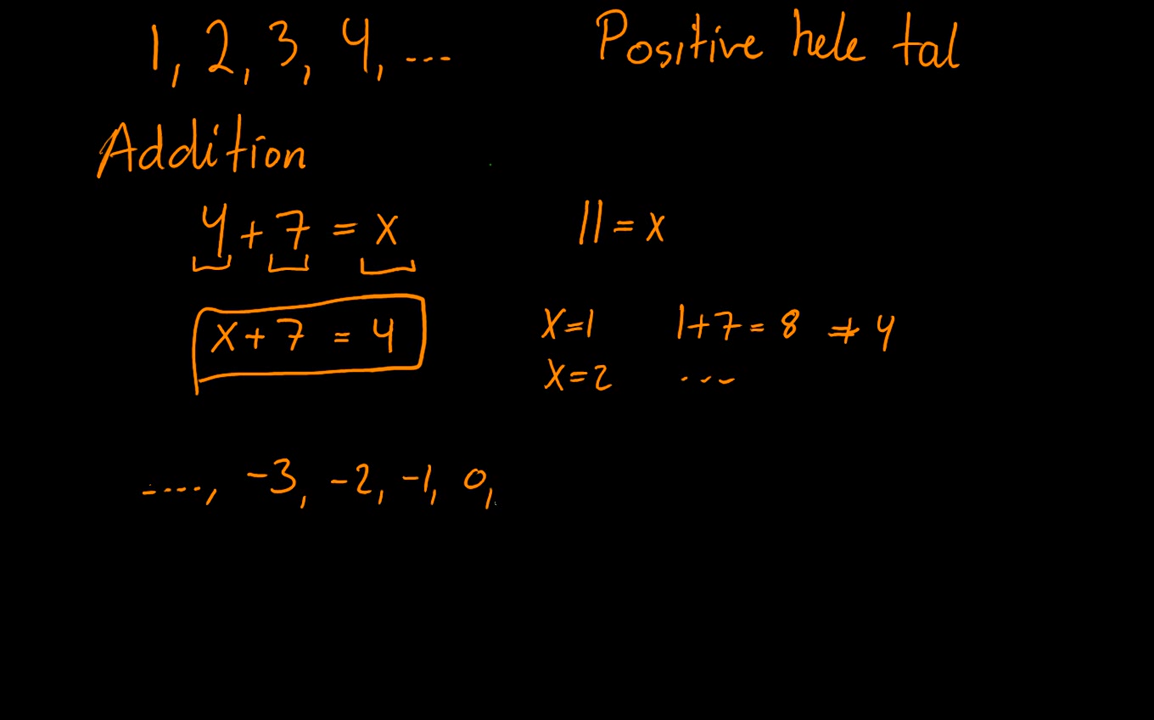 1, 2, 3, 4, ... Positive hele tal
Addition
4 + 7 = x 11 = x
x + 7 = 4 x = 1 1 + 7 = 8 ≠ 4
x = 2 ...
...., -3, -2, -1, 0,